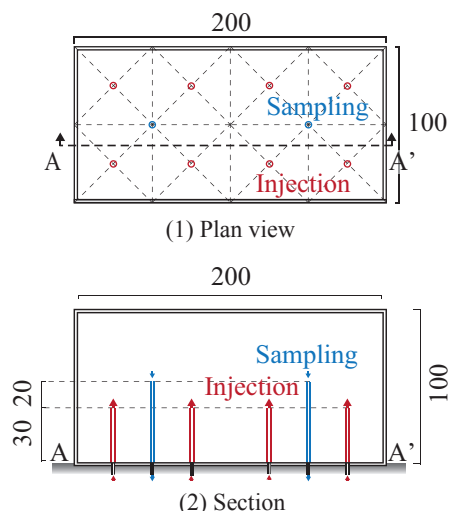 200
Sampling
100
A
A’
Injection
(1) Plan view
200
Sampling
Injection
20
100
30
A
A’
(2) Section